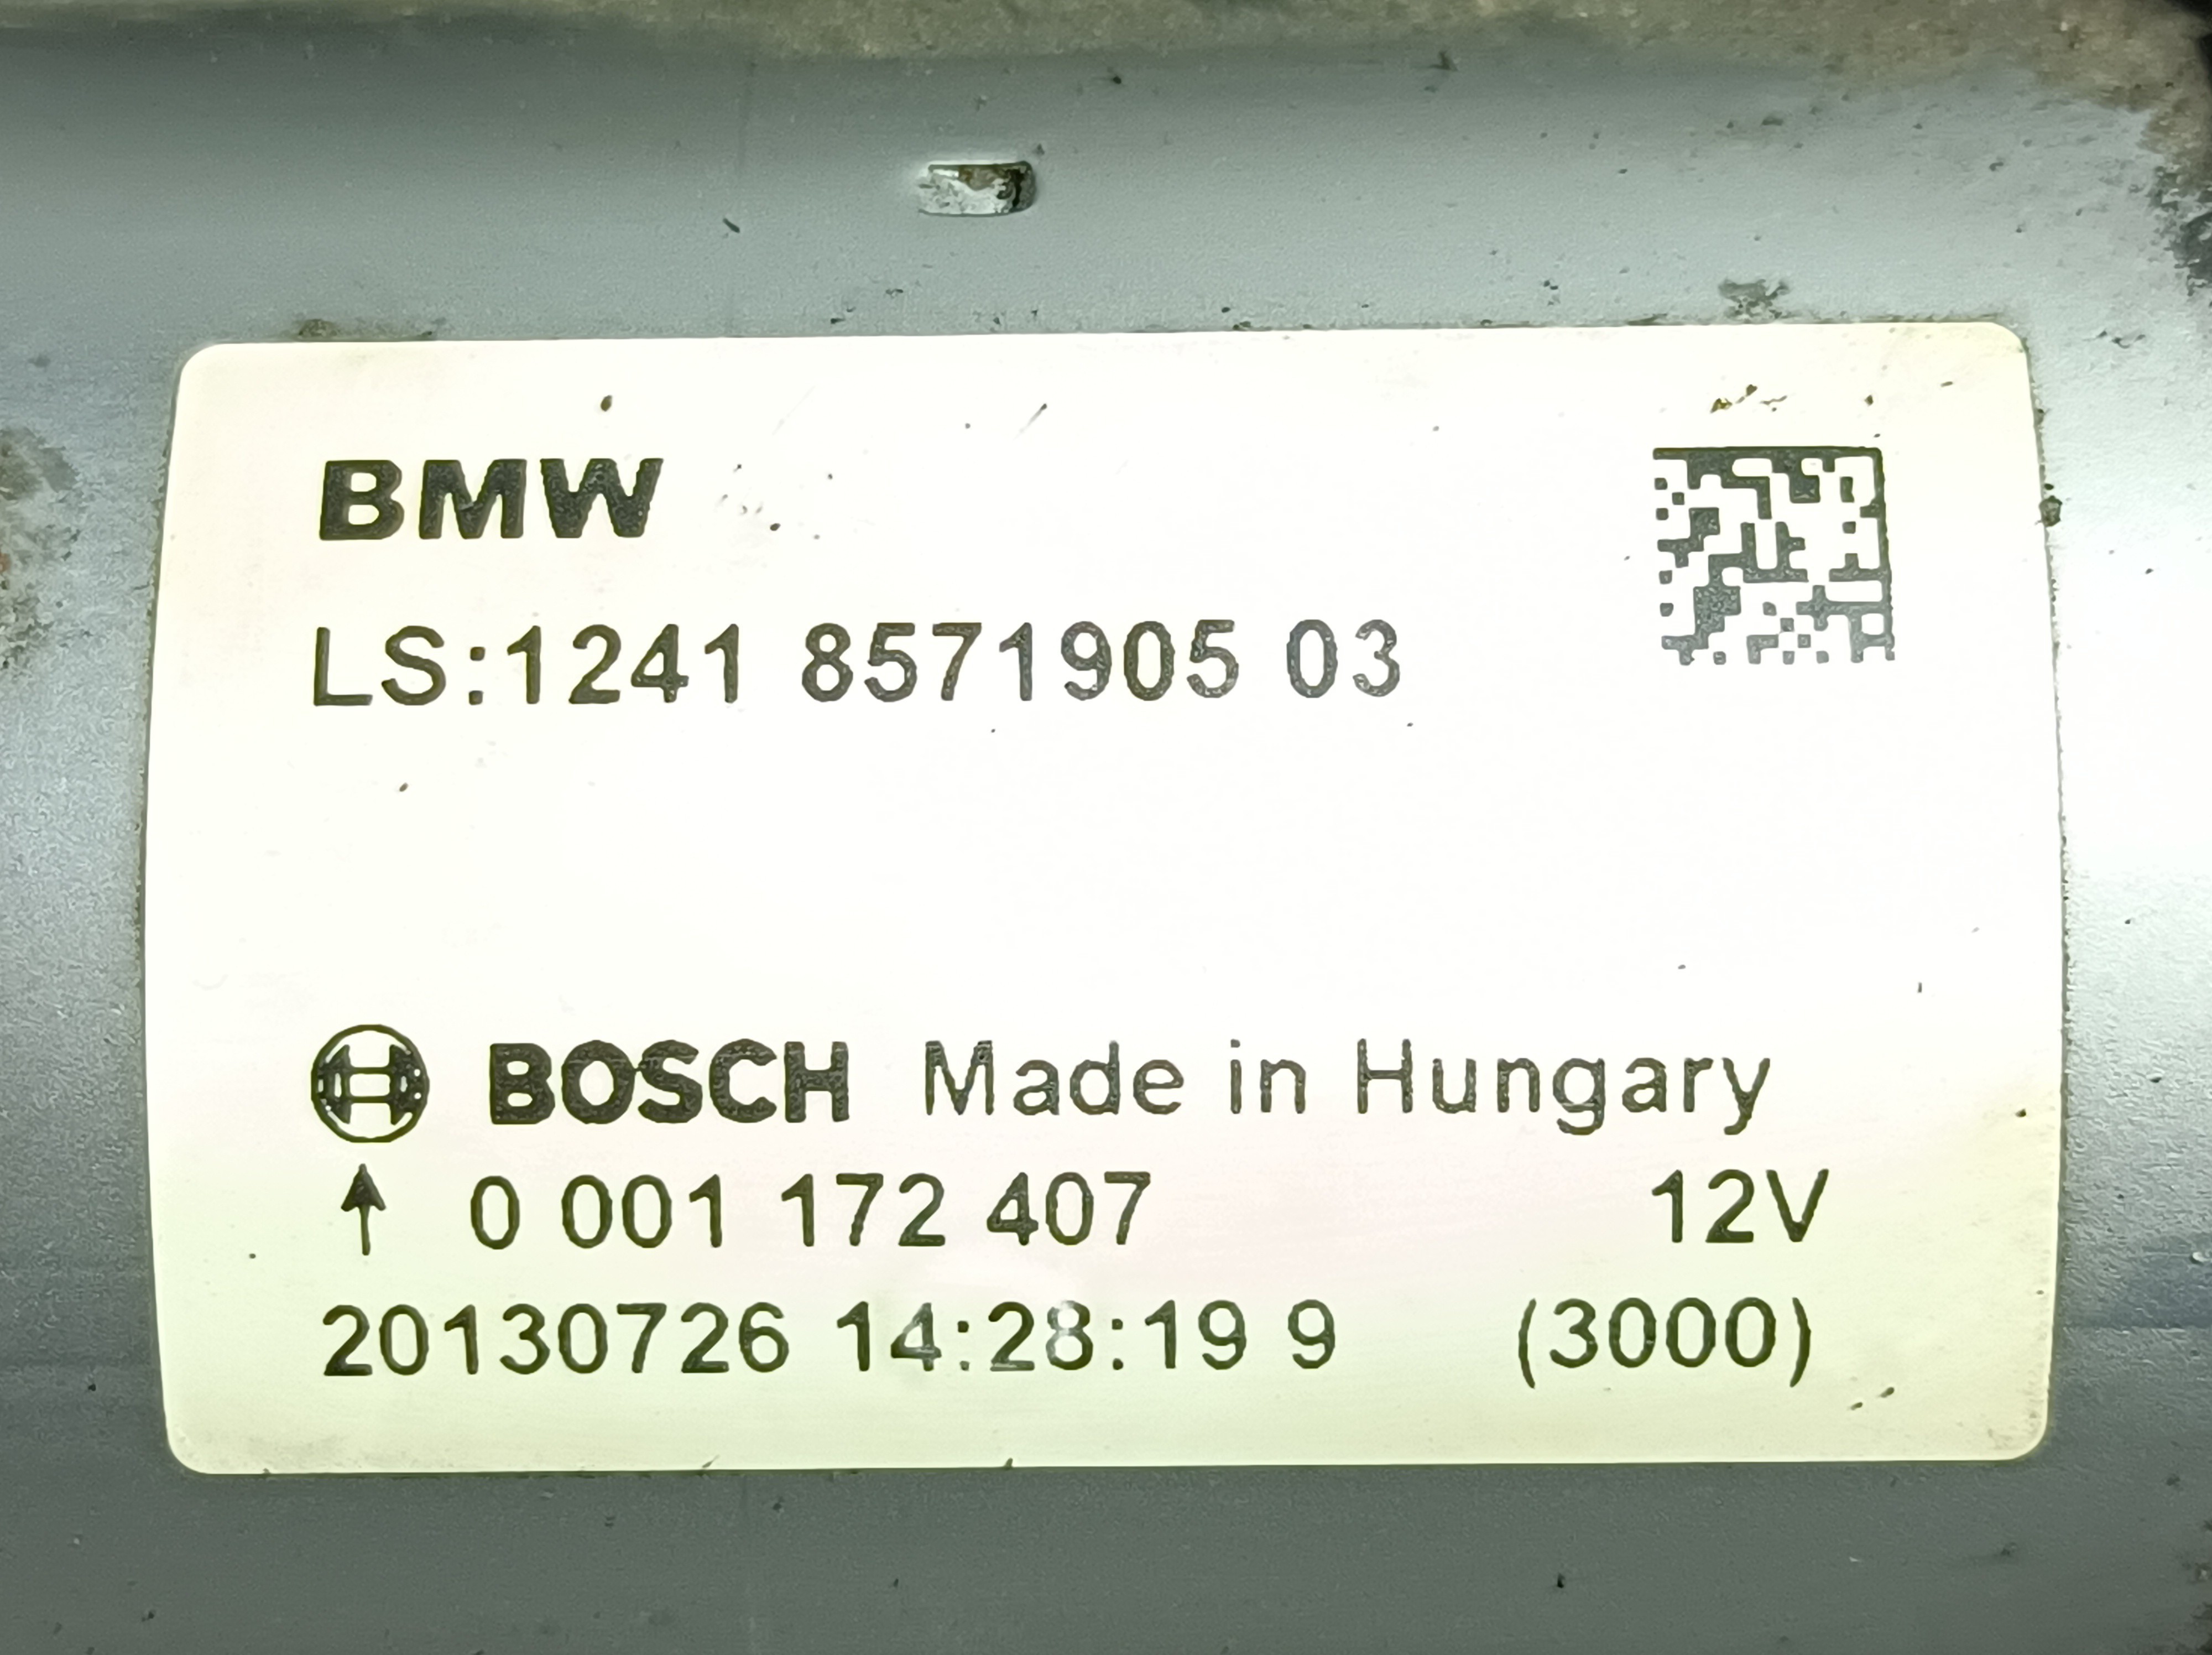 BMW
LS:1241 8571905 03
BOSCH Made in Hungary
↑ 0 001 172 407 12V
20130726 14:28:19 9 (3000)